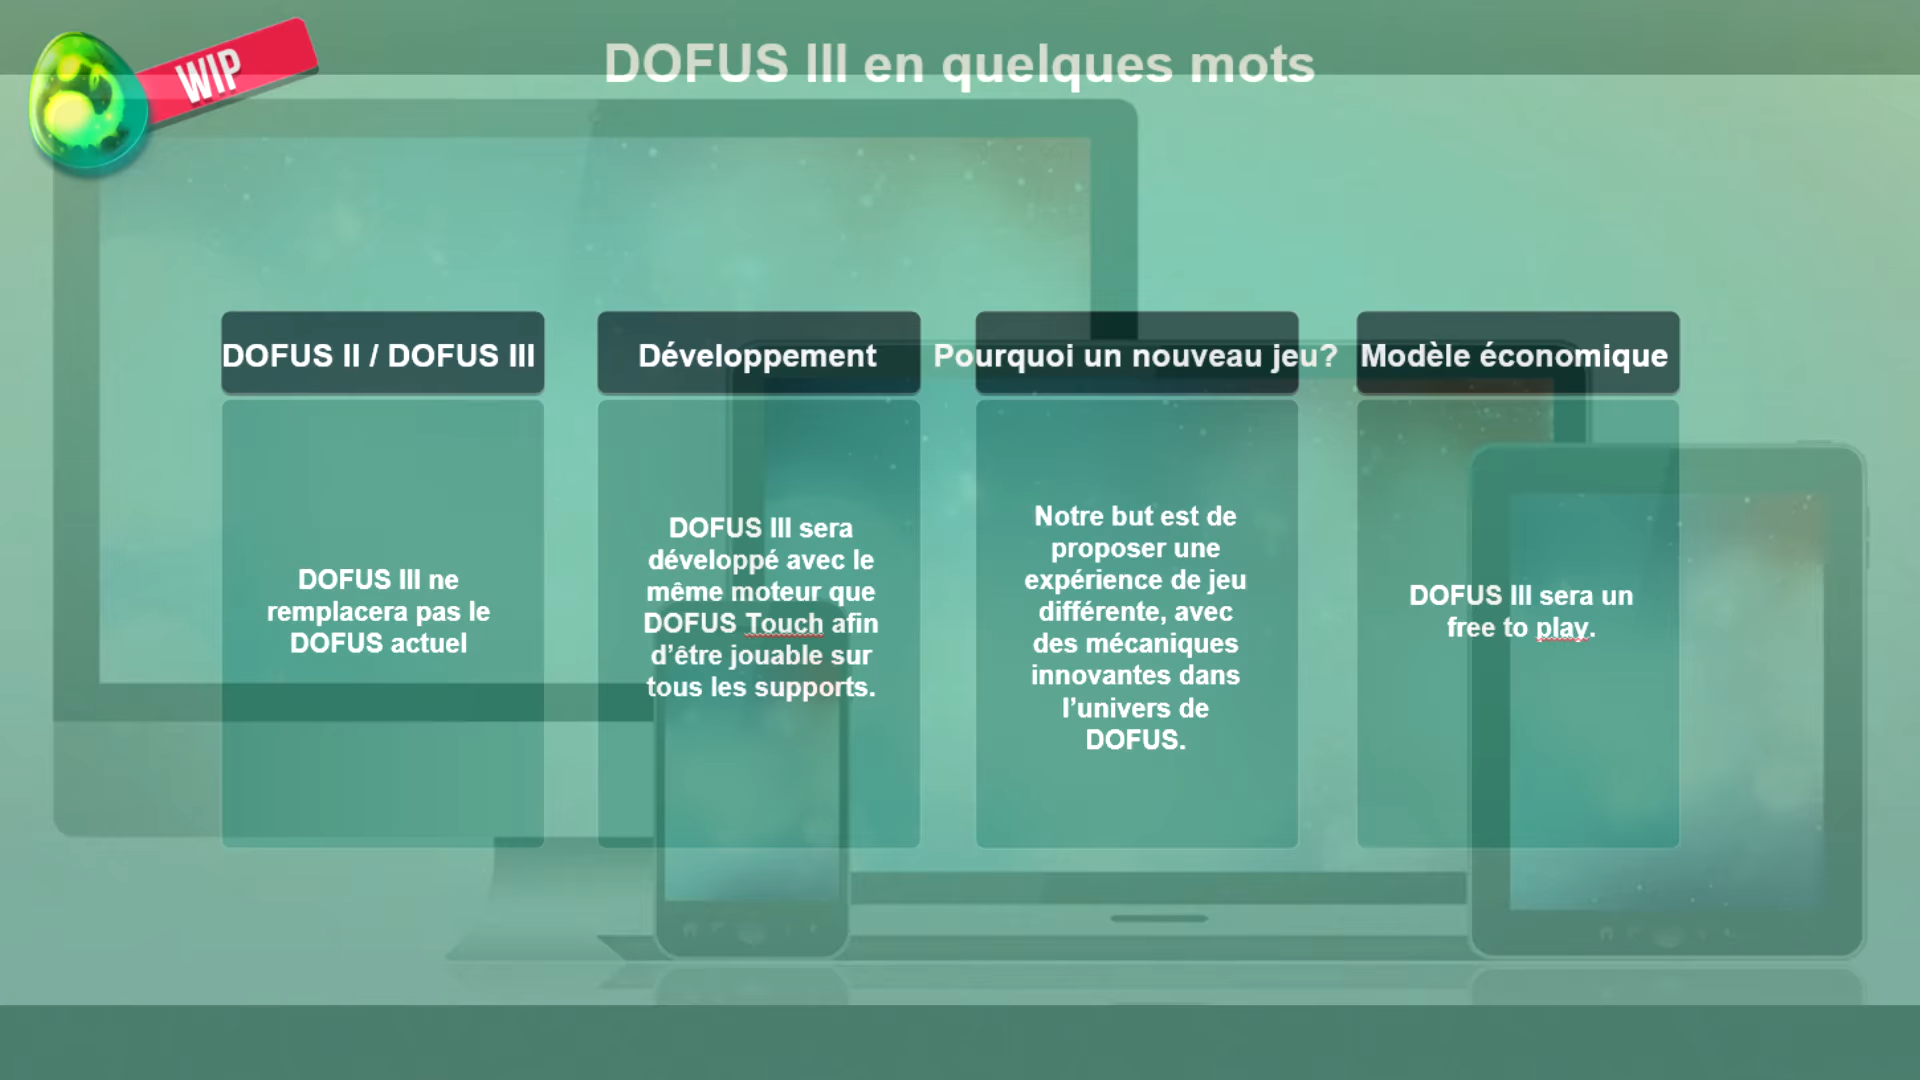 WIP
DOFUS III en quelques mots
DOFUS II / DOFUS III
DOFUS III ne
remplacera pas le
DOFUS actuel
Développement
DOFUS III sera
développé avec le
même moteur que
DOFUS Touch afin
d’être jouable sur
tous les supports.
Pourquoi un nouveau jeu?
Notre but est de
proposer une
expérience de jeu
différente, avec
des mécaniques
innovantes dans
l’univers de
DOFUS.
Modèle économique
DOFUS III sera un
free to play.